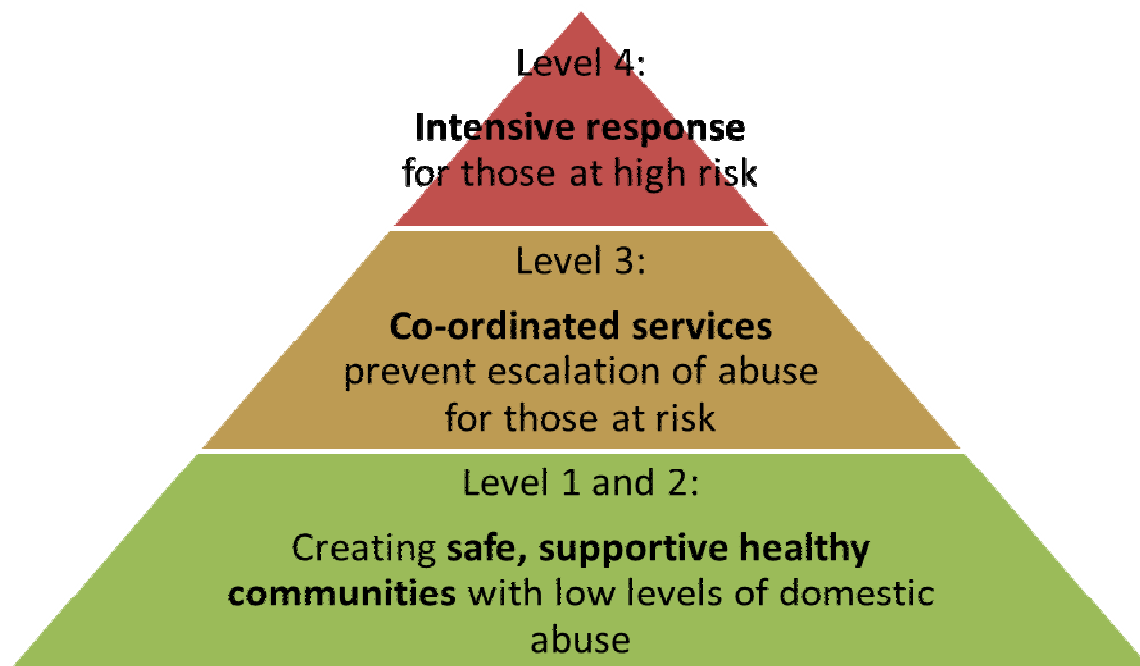 Level 4:
Intensive response
for those at high risk
Level 3:
Co-ordinated services
prevent escalation of abuse
for those at risk
Level 1 and 2:
Creating safe, supportive healthy
communities with low levels of domestic
abuse